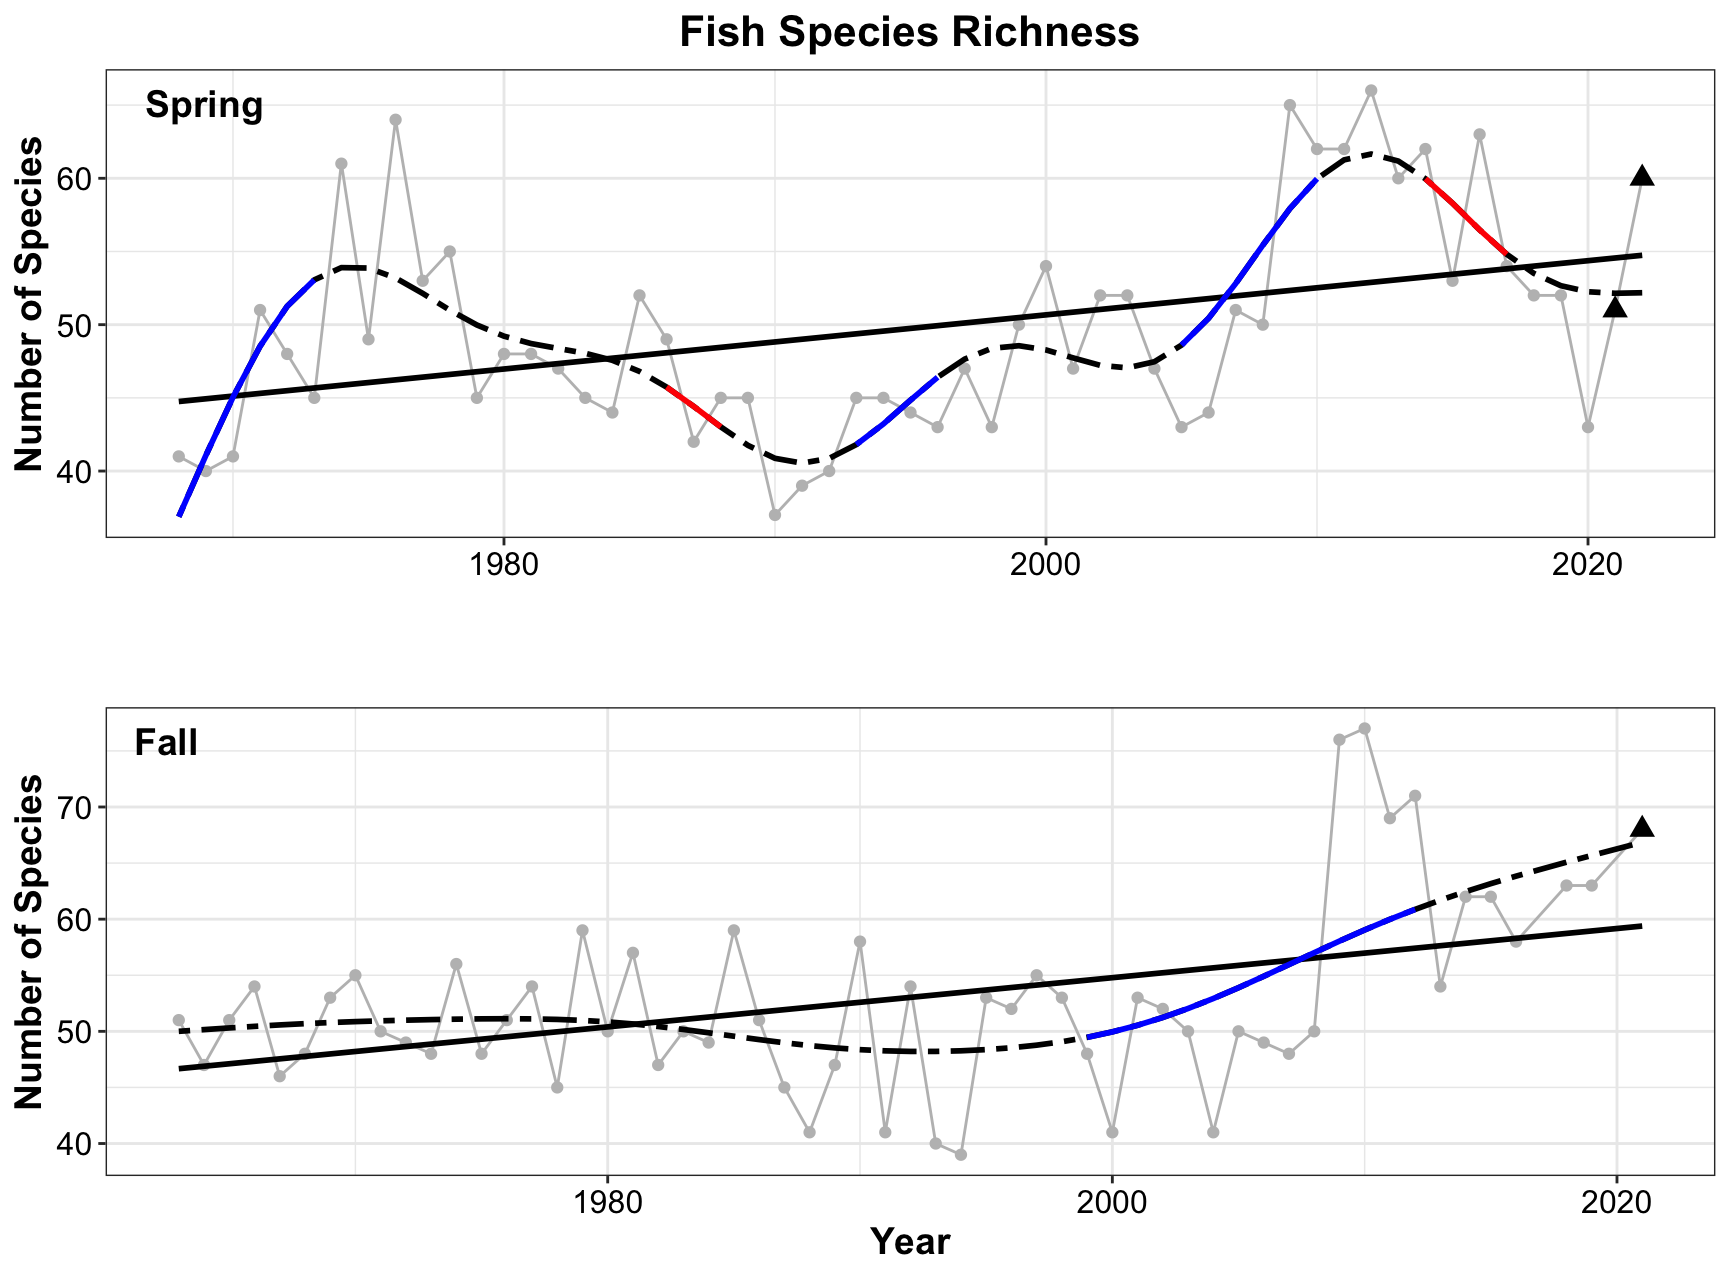 Fish Species Richness
Spring
Number of Species
60
50
40
1980 2000 2020
Fall
Number of Species
70
60
50
40
1980 2000 2020
Year